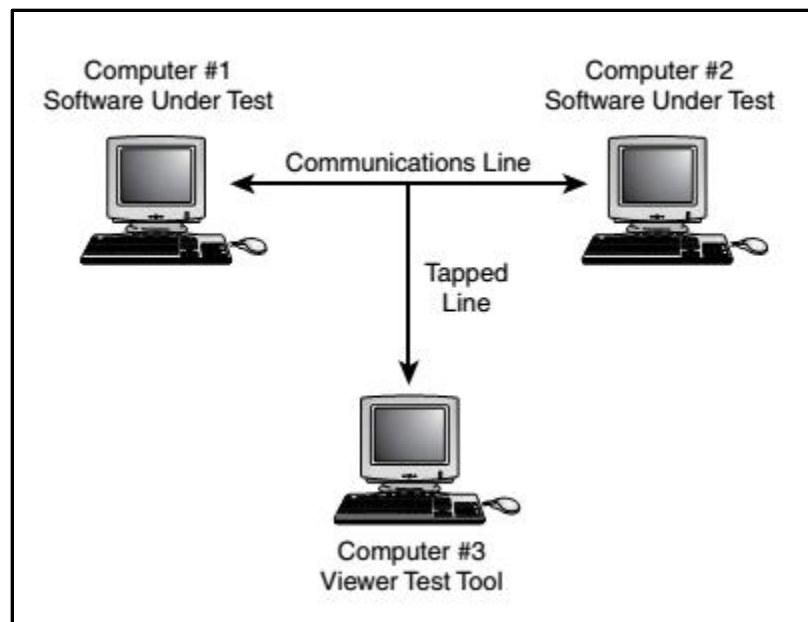 Computer #1
Software Under Test
Computer #2
Software Under Test
Communications Line
Tapped
Line
Computer #3
Viewer Test Tool